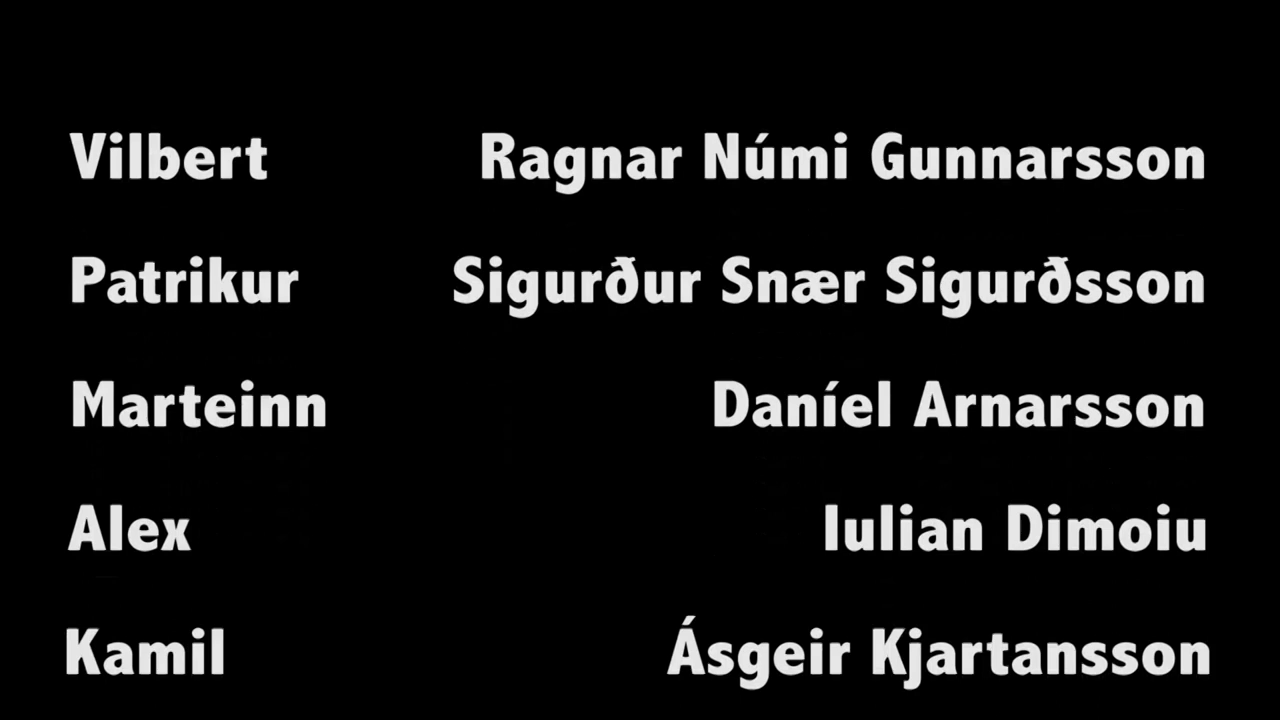 Vilbert Ragnar Númi Gunnarsson
Patrikur Sigurður Snær Sigurðsson
Marteinn Daníel Arnarsson
Alex Iulian Dimoiu
Kamil Ásgeir Kjartansson